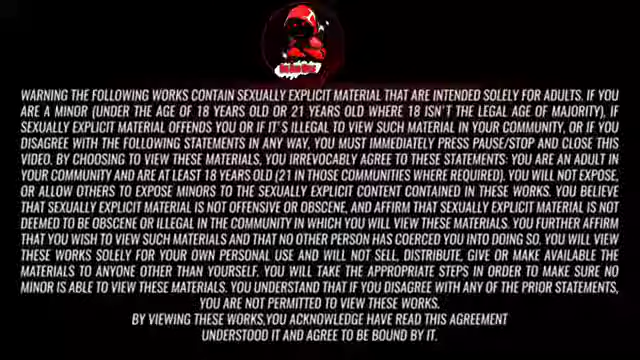 WARNING THE FOLLOWING WORKS CONTAIN SEXUALLY EXPLICIT MATERIAL THAT ARE INTENDED SOLELY FOR ADULTS. IF YOU
ARE A MINOR (UNDER THE AGE OF 18 YEARS OLD OR 21 YEARS OLD WHERE 18 ISN'T THE LEGAL AGE OF MAJORITY), IF
SEXUALLY EXPLICIT MATERIAL OFFENDS YOU OR IF IT'S ILLEGAL TO VIEW SUCH MATERIAL IN YOUR COMMUNITY, OR IF YOU
DISAGREE WITH THE FOLLOWING STATEMENTS IN ANY WAY, YOU MUST IMMEDIATELY PRESS PAUSE/STOP AND CLOSE THIS
VIDEO. BY CHOOSING TO VIEW THESE MATERIALS, YOU IRREVOCABLY AGREE TO THESE STATEMENTS: YOU ARE AN ADULT IN
YOUR COMMUNITY AND ARE AT LEAST 18 YEARS OLD (21 IN THOSE COMMUNITIES WHERE REQUIRED). YOU WILL NOT EXPOSE,
OR ALLOW OTHERS TO EXPOSE MINORS TO THE SEXUALLY EXPLICIT CONTENT CONTAINED IN THESE WORKS. YOU BELIEVE
THAT SEXUALLY EXPLICIT MATERIAL IS NOT OFFENSIVE OR OBSCENE, AND AFFIRM THAT SEXUALLY EXPLICIT MATERIAL IS NOT
DEEMED TO BE OBSCENE OR ILLEGAL IN THE COMMUNITY IN WHICH YOU WILL VIEW THESE MATERIALS. YOU FURTHER AFFIRM
THAT YOU WISH TO VIEW SUCH MATERIALS AND THAT NO OTHER PERSON HAS COERCED YOU INTO DOING SO. YOU WILL VIEW
THESE WORKS SOLELY FOR YOUR OWN PERSONAL USE AND WILL NOT SELL, DISTRIBUTE, GIVE OR MAKE AVAILABLE THE
MATERIALS TO ANYONE OTHER THAN YOURSELF. YOU WILL TAKE THE APPROPRIATE STEPS IN ORDER TO MAKE SURE NO
MINOR IS ABLE TO VIEW THESE MATERIALS. YOU UNDERSTAND THAT IF YOU DISAGREE WITH ANY OF THE PRIOR STATEMENTS,
YOU ARE NOT PERMITTED TO VIEW THESE WORKS.
BY VIEWING THESE WORKS,YOU ACKNOWLEDGE HAVE READ THIS AGREEMENT
UNDERSTOOD IT AND AGREE TO BE BOUND BY IT.